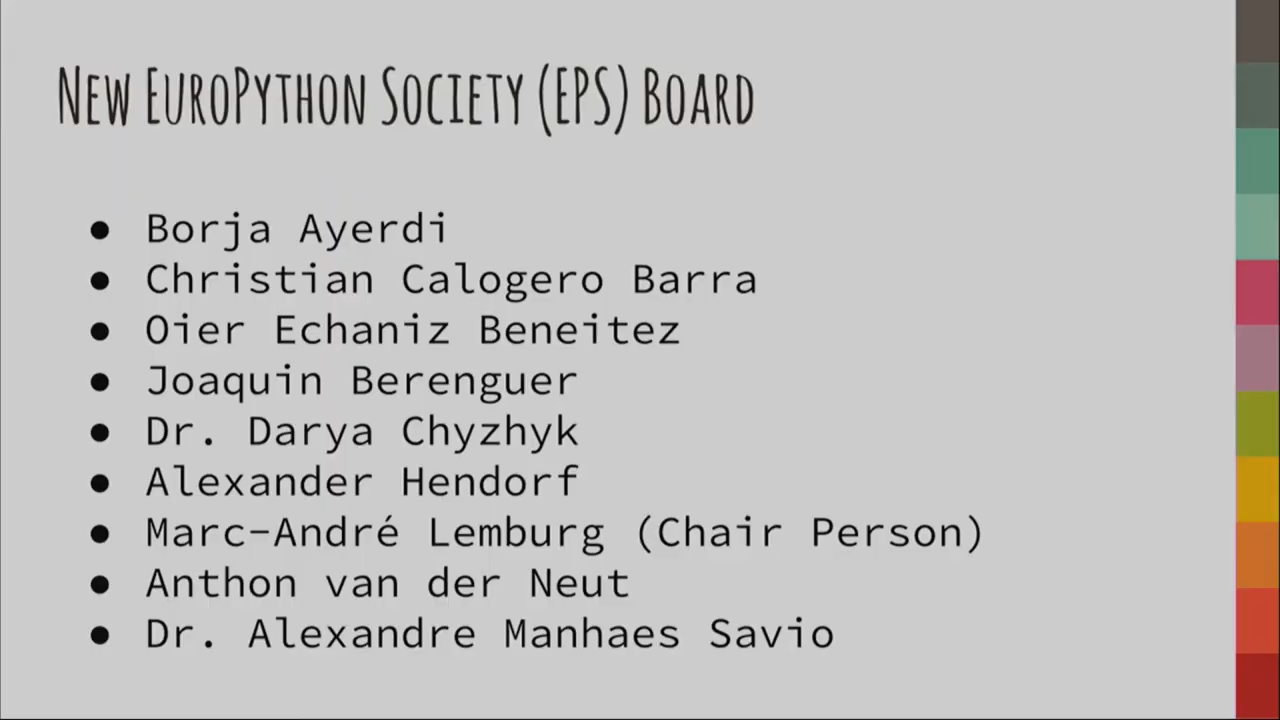 New EuroPython Society (EPS) Board
● Borja Ayerdi
● Christian Calogero Barra
● Oier Echaniz Beneitez
● Joaquin Berenguer
● Dr. Darya Chyzhyk
● Alexander Hendorf
● Marc-André Lemburg (Chair Person)
● Anthon van der Neut
● Dr. Alexandre Manhaes Savio